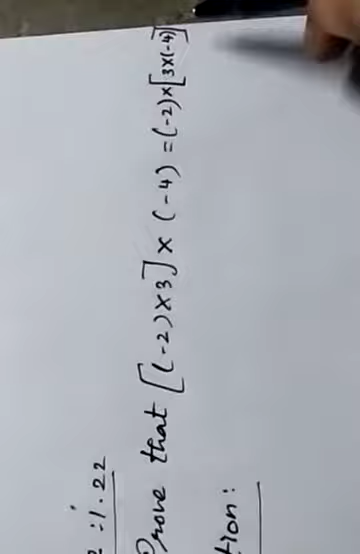 : 1.22
Prove that [(-2)×3]×(-4) = (-2)×[3×(-4)]
tion: